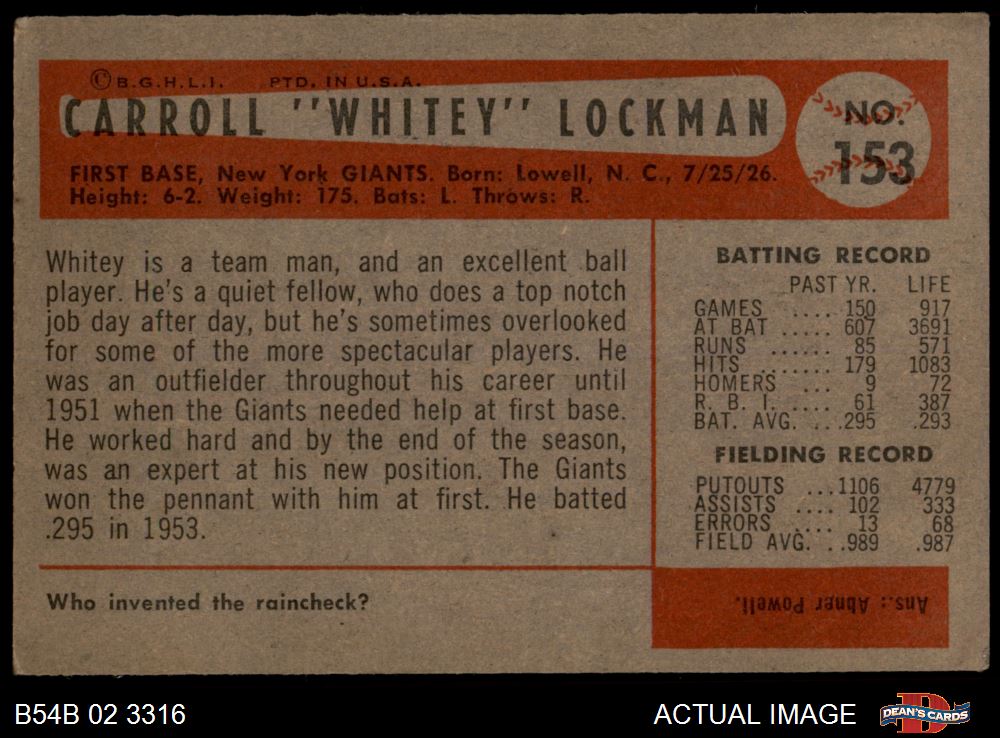 ©B.G.H.L.I. PTD. IN U.S.A.
CARROLL "WHITEY" LOCKMAN
NO.
153
FIRST BASE, New York GIANTS. Born: Lowell, N. C., 7/25/26.
Height: 6-2. Weight: 175. Bats: L. Throws: R.
Whitey is a team man, and an excellent ball
player. He's a quiet fellow, who does a top notch
job day after day, but he's sometimes overlooked
for some of the more spectacular players. He
was an outfielder throughout his career until
1951 when the Giants needed help at first base.
He worked hard and by the end of the season,
was an expert at his new position. The Giants
won the pennant with him at first. He batted
.295 in 1953.
BATTING RECORD
PAST YR. LIFE
GAMES .... 150 917
AT BAT ..... 607 3691
RUNS ...... 85 571
HITS ....... 179 1083
HOMERS ... 9 72
R. B. I. .... 61 387
BAT. AVG. ...295 .293
FIELDING RECORD
PUTOUTS ...1106 4779
ASSISTS .... 102 333
ERRORS .... 13 68
FIELD AVG. ..989 .987
Who invented the raincheck?
Ans.: Abner Powell.
B54B 02 3316
ACTUAL IMAGE
D
DEAN'S CARDS